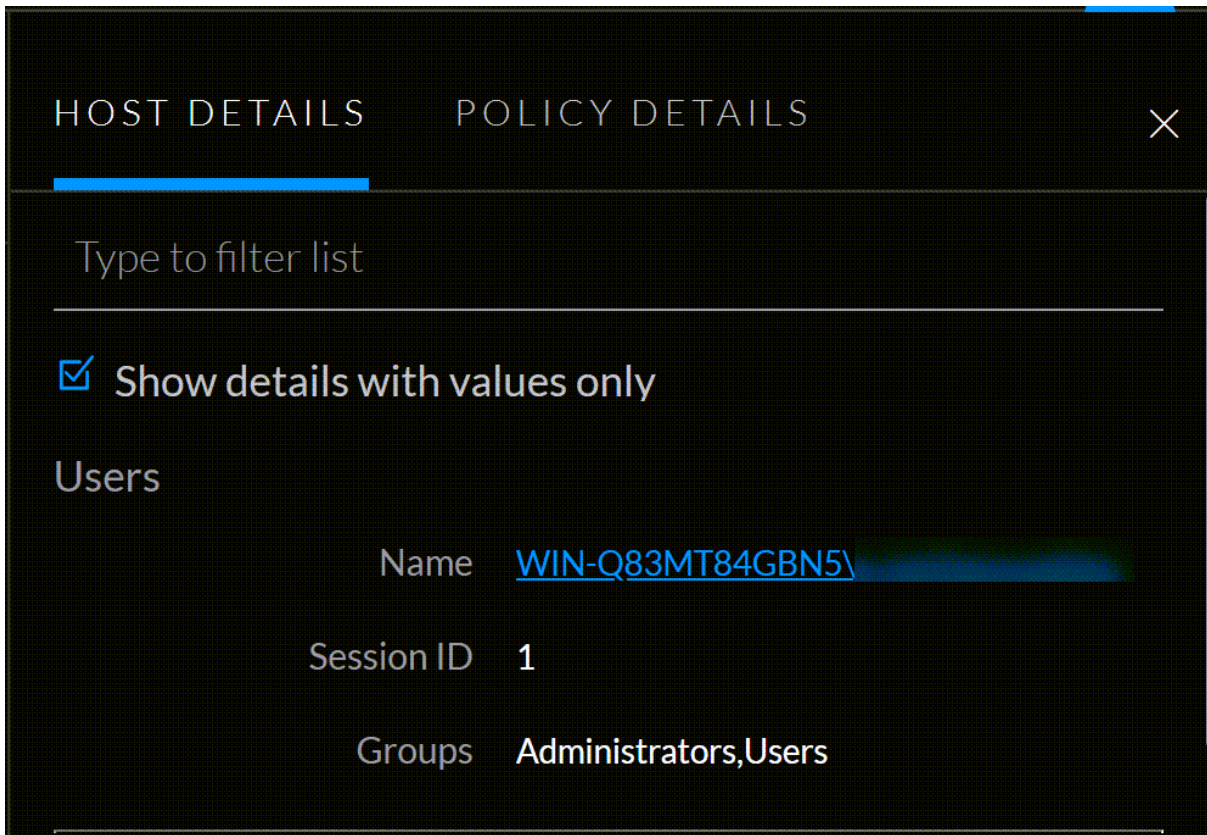 HOST DETAILS POLICY DETAILS
Type to filter list
Show details with values only
Users
Name WIN-Q83MT84GBN5\
Session ID 1
Groups Administrators,Users